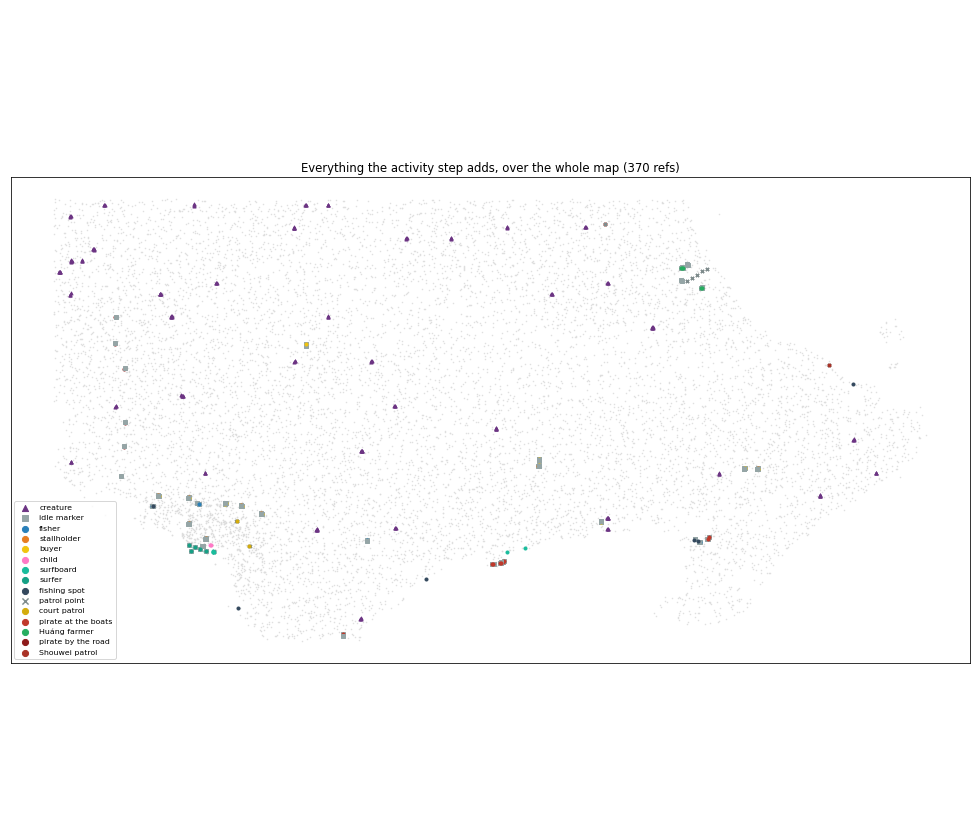 Everything the activity step adds, over the whole map (370 refs)
creature
idle marker
fisher
stallholder
buyer
child
surfboard
surfer
fishing spot
patrol point
court patrol
pirate at the boats
Huáng farmer
pirate by the road
Shouwei patrol